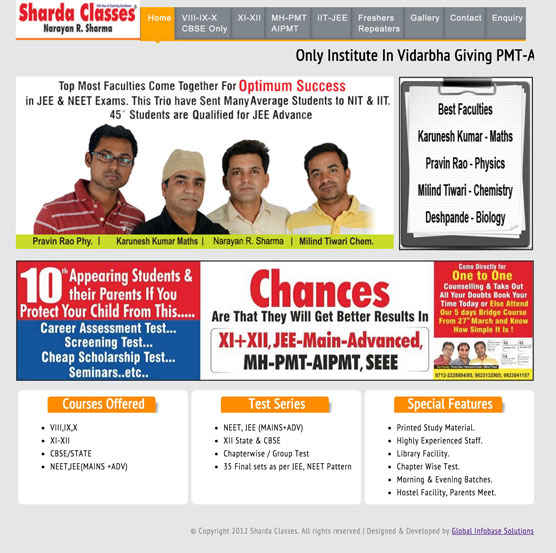 Sharda Classes
Narayan R. Sharma
Home
VIII-IX-X
CBSE Only
XI-XII
MH-PMT
AIPMT
IIT-JEE
Freshers
Repeaters
Gallery
Contact
Enquiry
Only Institute In Vidarbha Giving PMT-A
Top Most Faculties Come Together For Optimum Success
in JEE & NEET Exams. This Trio have Sent Many Average Students to NIT & IIT.
45+ Students are Qualified for JEE Advance
Pravin Rao Phy. | Karunesh Kumar Maths | Narayan R. Sharma | Milind Tiwari Chem.
Best Faculties
Karunesh Kumar - Maths
Pravin Rao - Physics
Milind Tiwari - Chemistry
Deshpande - Biology
10th Appearing Students &
their Parents If You
Protect Your Child From This.....
Career Assessment Test...
Screening Test...
Cheap Scholarship Test...
Seminars..etc..
Chances
Are That They Will Get Better Results In
XI+XII, JEE-Main-Advanced,
MH-PMT-AIPMT, SEEE
Come Directly for
One to One
Counselling & Take Out
All Your Doubts Book Your
Time Today or Else Attend
Our 5 days Bridge Course
From 27th March and Know
How Simple It Is !
0712-2228884/85, 9823132905, 9823041157
Courses Offered
VIII,IX,X
XI-XII
CBSE/STATE
NEET,JEE(MAINS +ADV)
Test Series
NEET, JEE (MAINS+ADV)
XII State & CBSE
Chapterwise / Group Test
35 Final sets as per JEE, NEET Pattern
Special Features
Printed Study Material.
Highly Experienced Staff.
Library Facility.
Chapter Wise Test.
Morning & Evening Batches.
Hostel Facility, Parents Meet.
© Copyright 2012 Sharda Classes. All rights reserved | Designed & Developed by Global Infobase Solutions